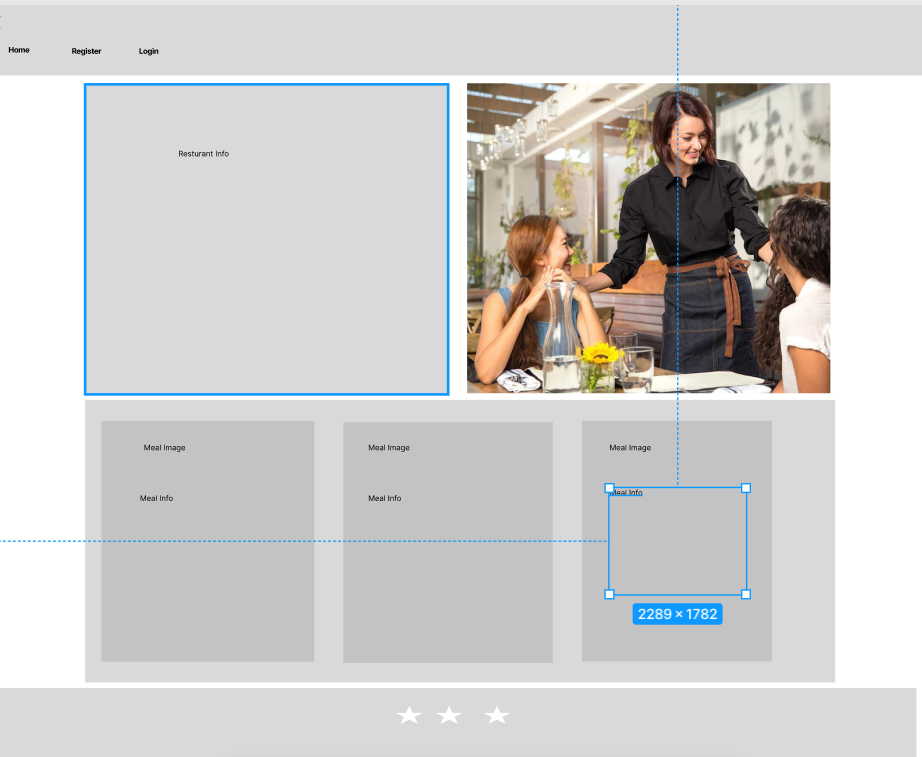 Home
Register
Login
Resturant Info
Meal Image
Meal Image
Meal Image
Meal Info
Meal Info
Meal Info
2289 × 1782